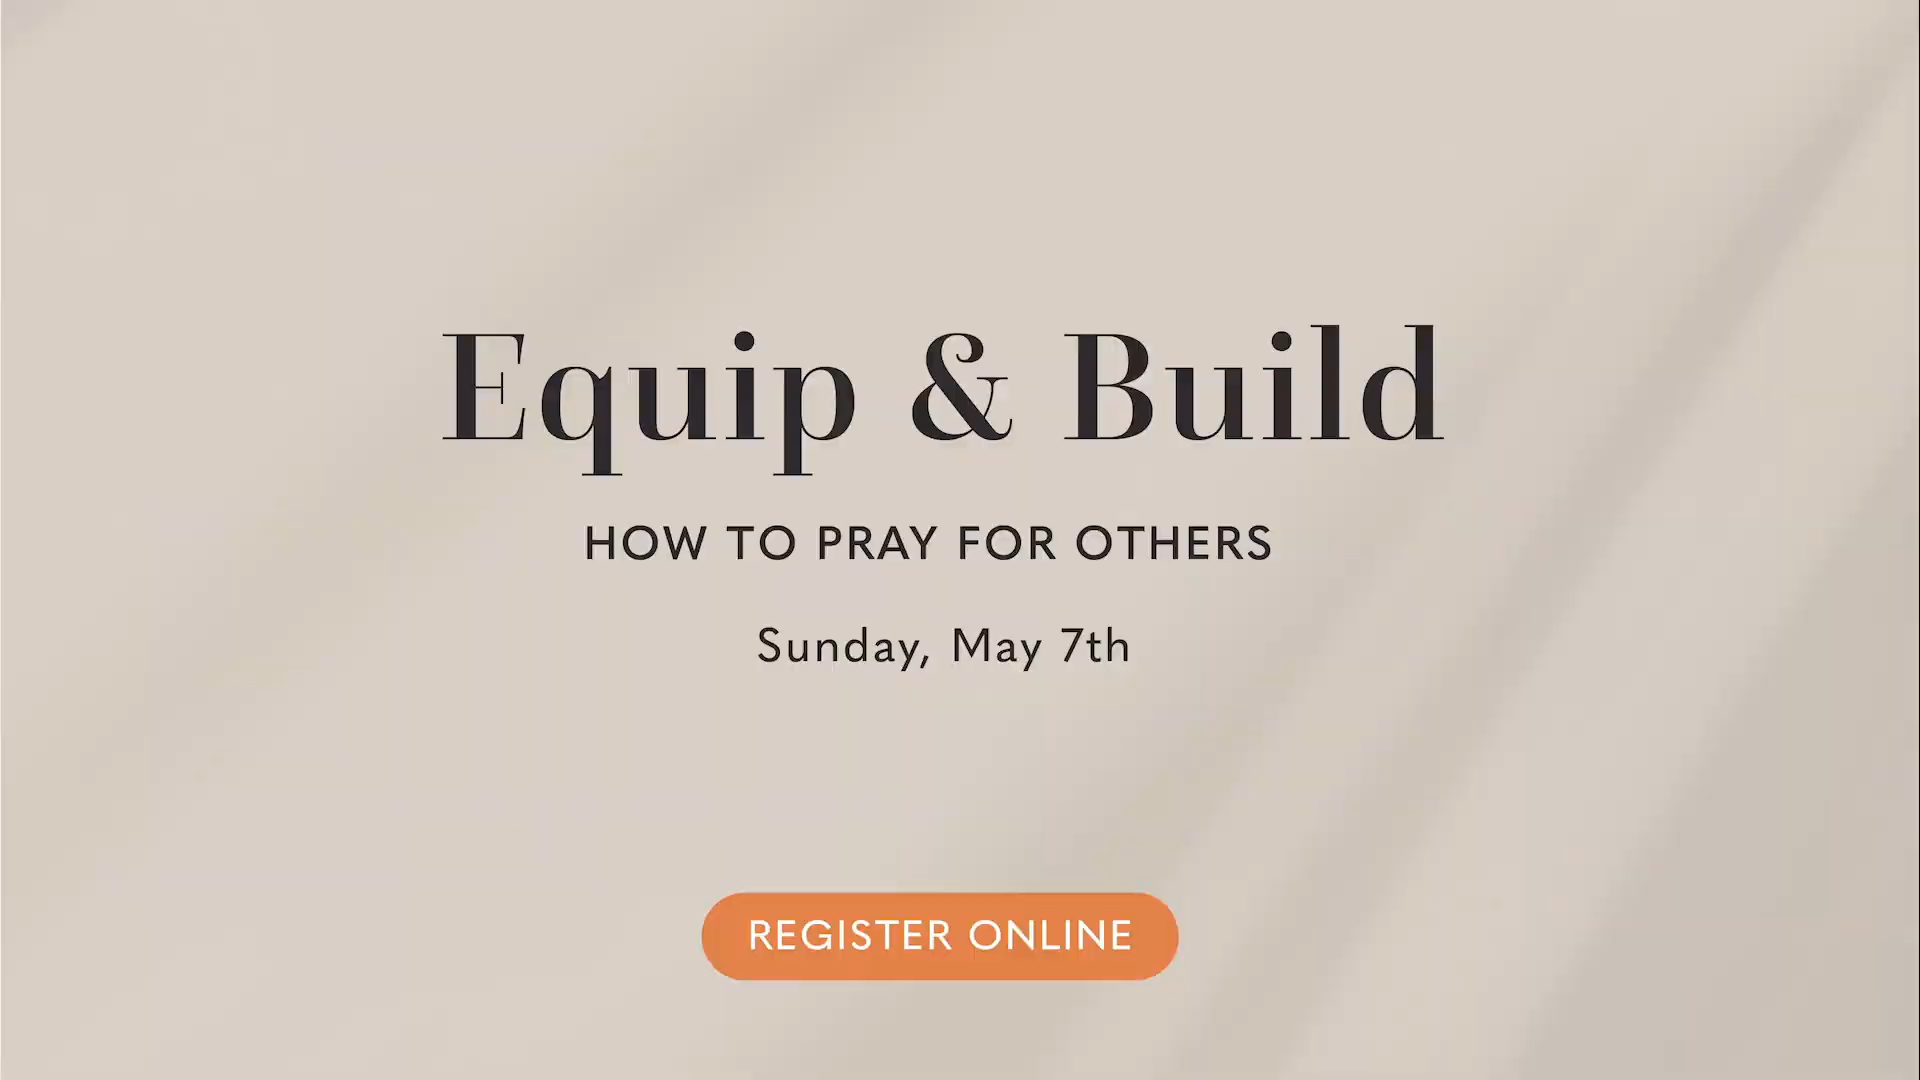 Equip & Build
HOW TO PRAY FOR OTHERS
Sunday, May 7th
REGISTER ONLINE